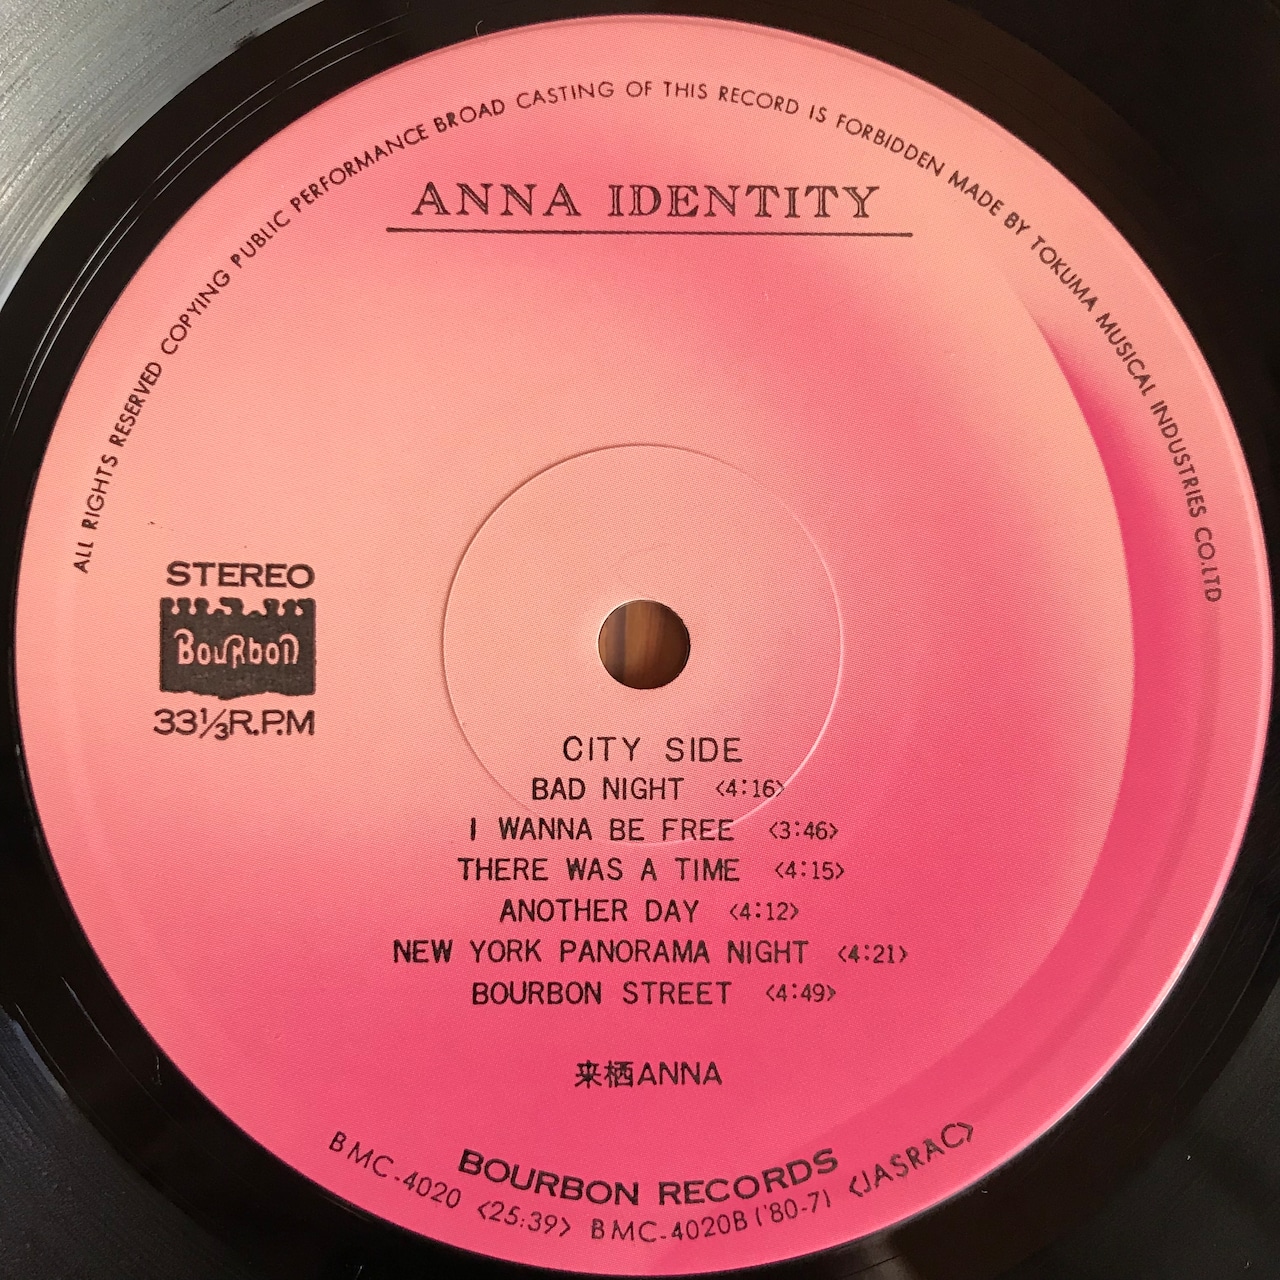 ALL RIGHTS RESERVED COPYING PUBLIC PERFORMANCE BROAD CASTING OF THIS RECORD IS FORBIDDEN MADE BY TOKUMA MUSICAL INDUSTRIES CO.LTD
ANNA IDENTITY
STEREO
BouRbon
33⅓R.P.M
CITY SIDE
BAD NIGHT <4:16>
I WANNA BE FREE <3:46>
THERE WAS A TIME <4:15>
ANOTHER DAY <4:12>
NEW YORK PANORAMA NIGHT <4:21>
BOURBON STREET <4:49>
来栖ANNA
BOURBON RECORDS
BMC-4020 <25:39> BMC-4020B ('80-7) <JASRAC>